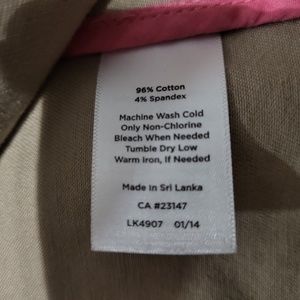 96% Cotton
4% Spandex
Machine Wash Cold
Only Non-Chlorine
Bleach When Needed
Tumble Dry Low
Warm Iron, If Needed
Made in Sri Lanka
CA #23147
LK4907 01/14